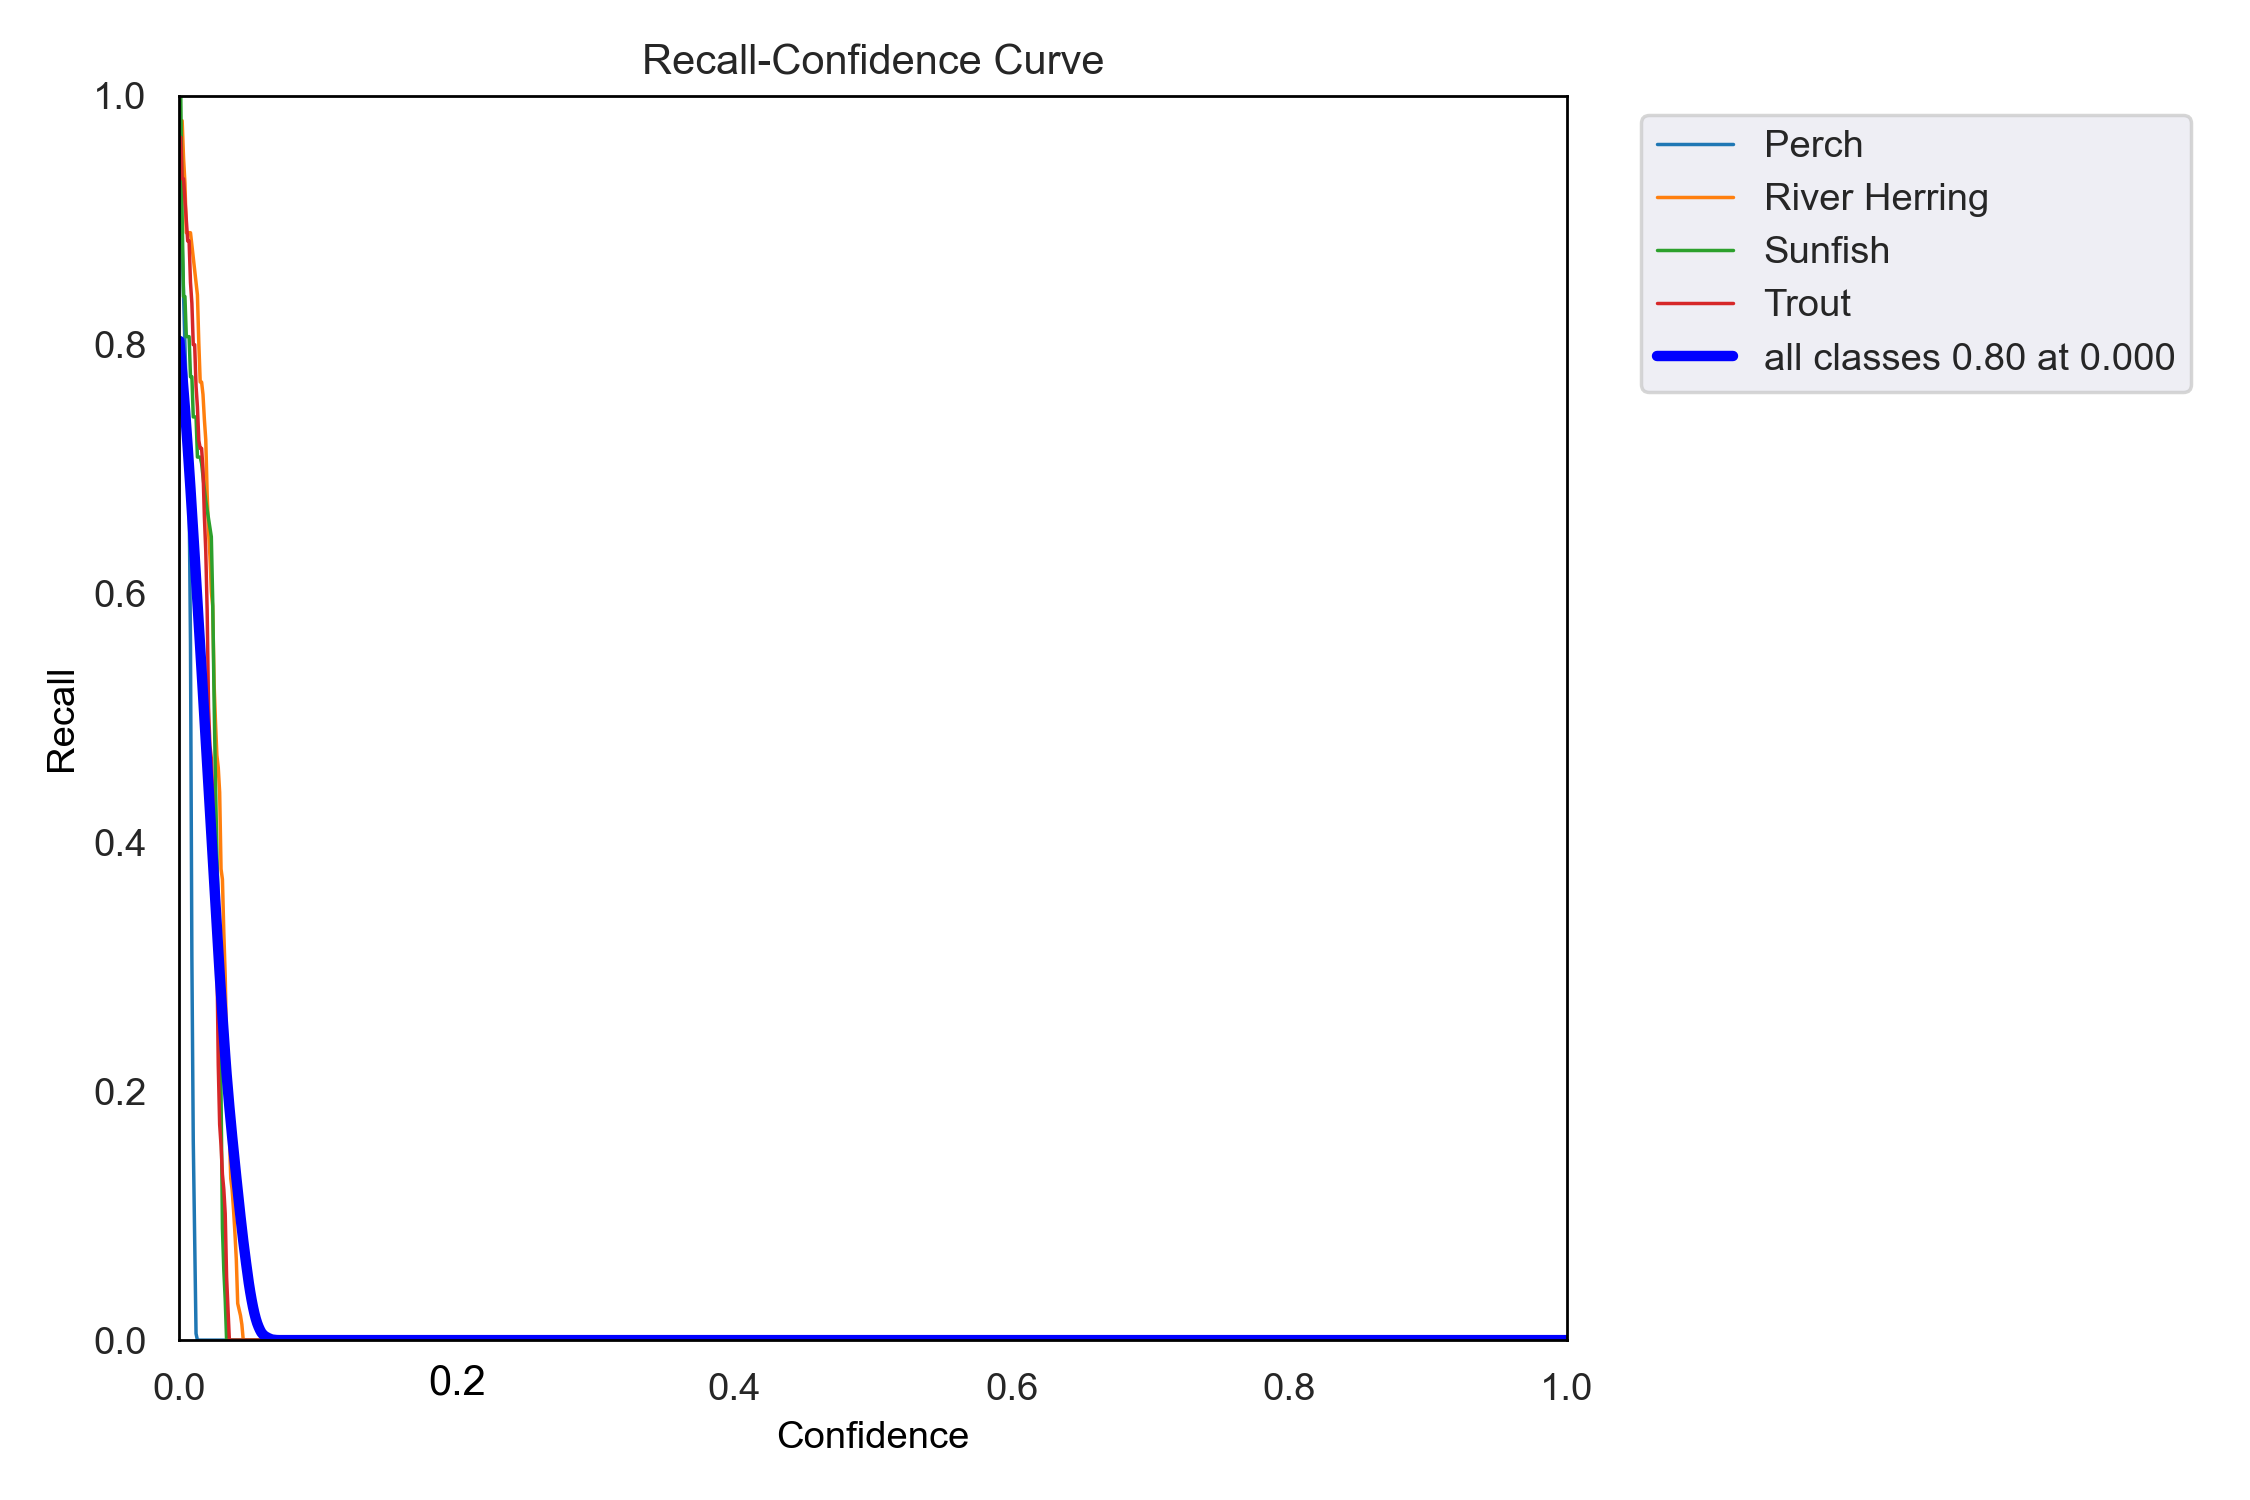 Recall-Confidence Curve
1.0
0.8
0.6
0.4
0.2
0.0
Recall
0.0
0.2
0.4
0.6
0.8
1.0
Confidence
Perch
River Herring
Sunfish
Trout
all classes 0.80 at 0.000